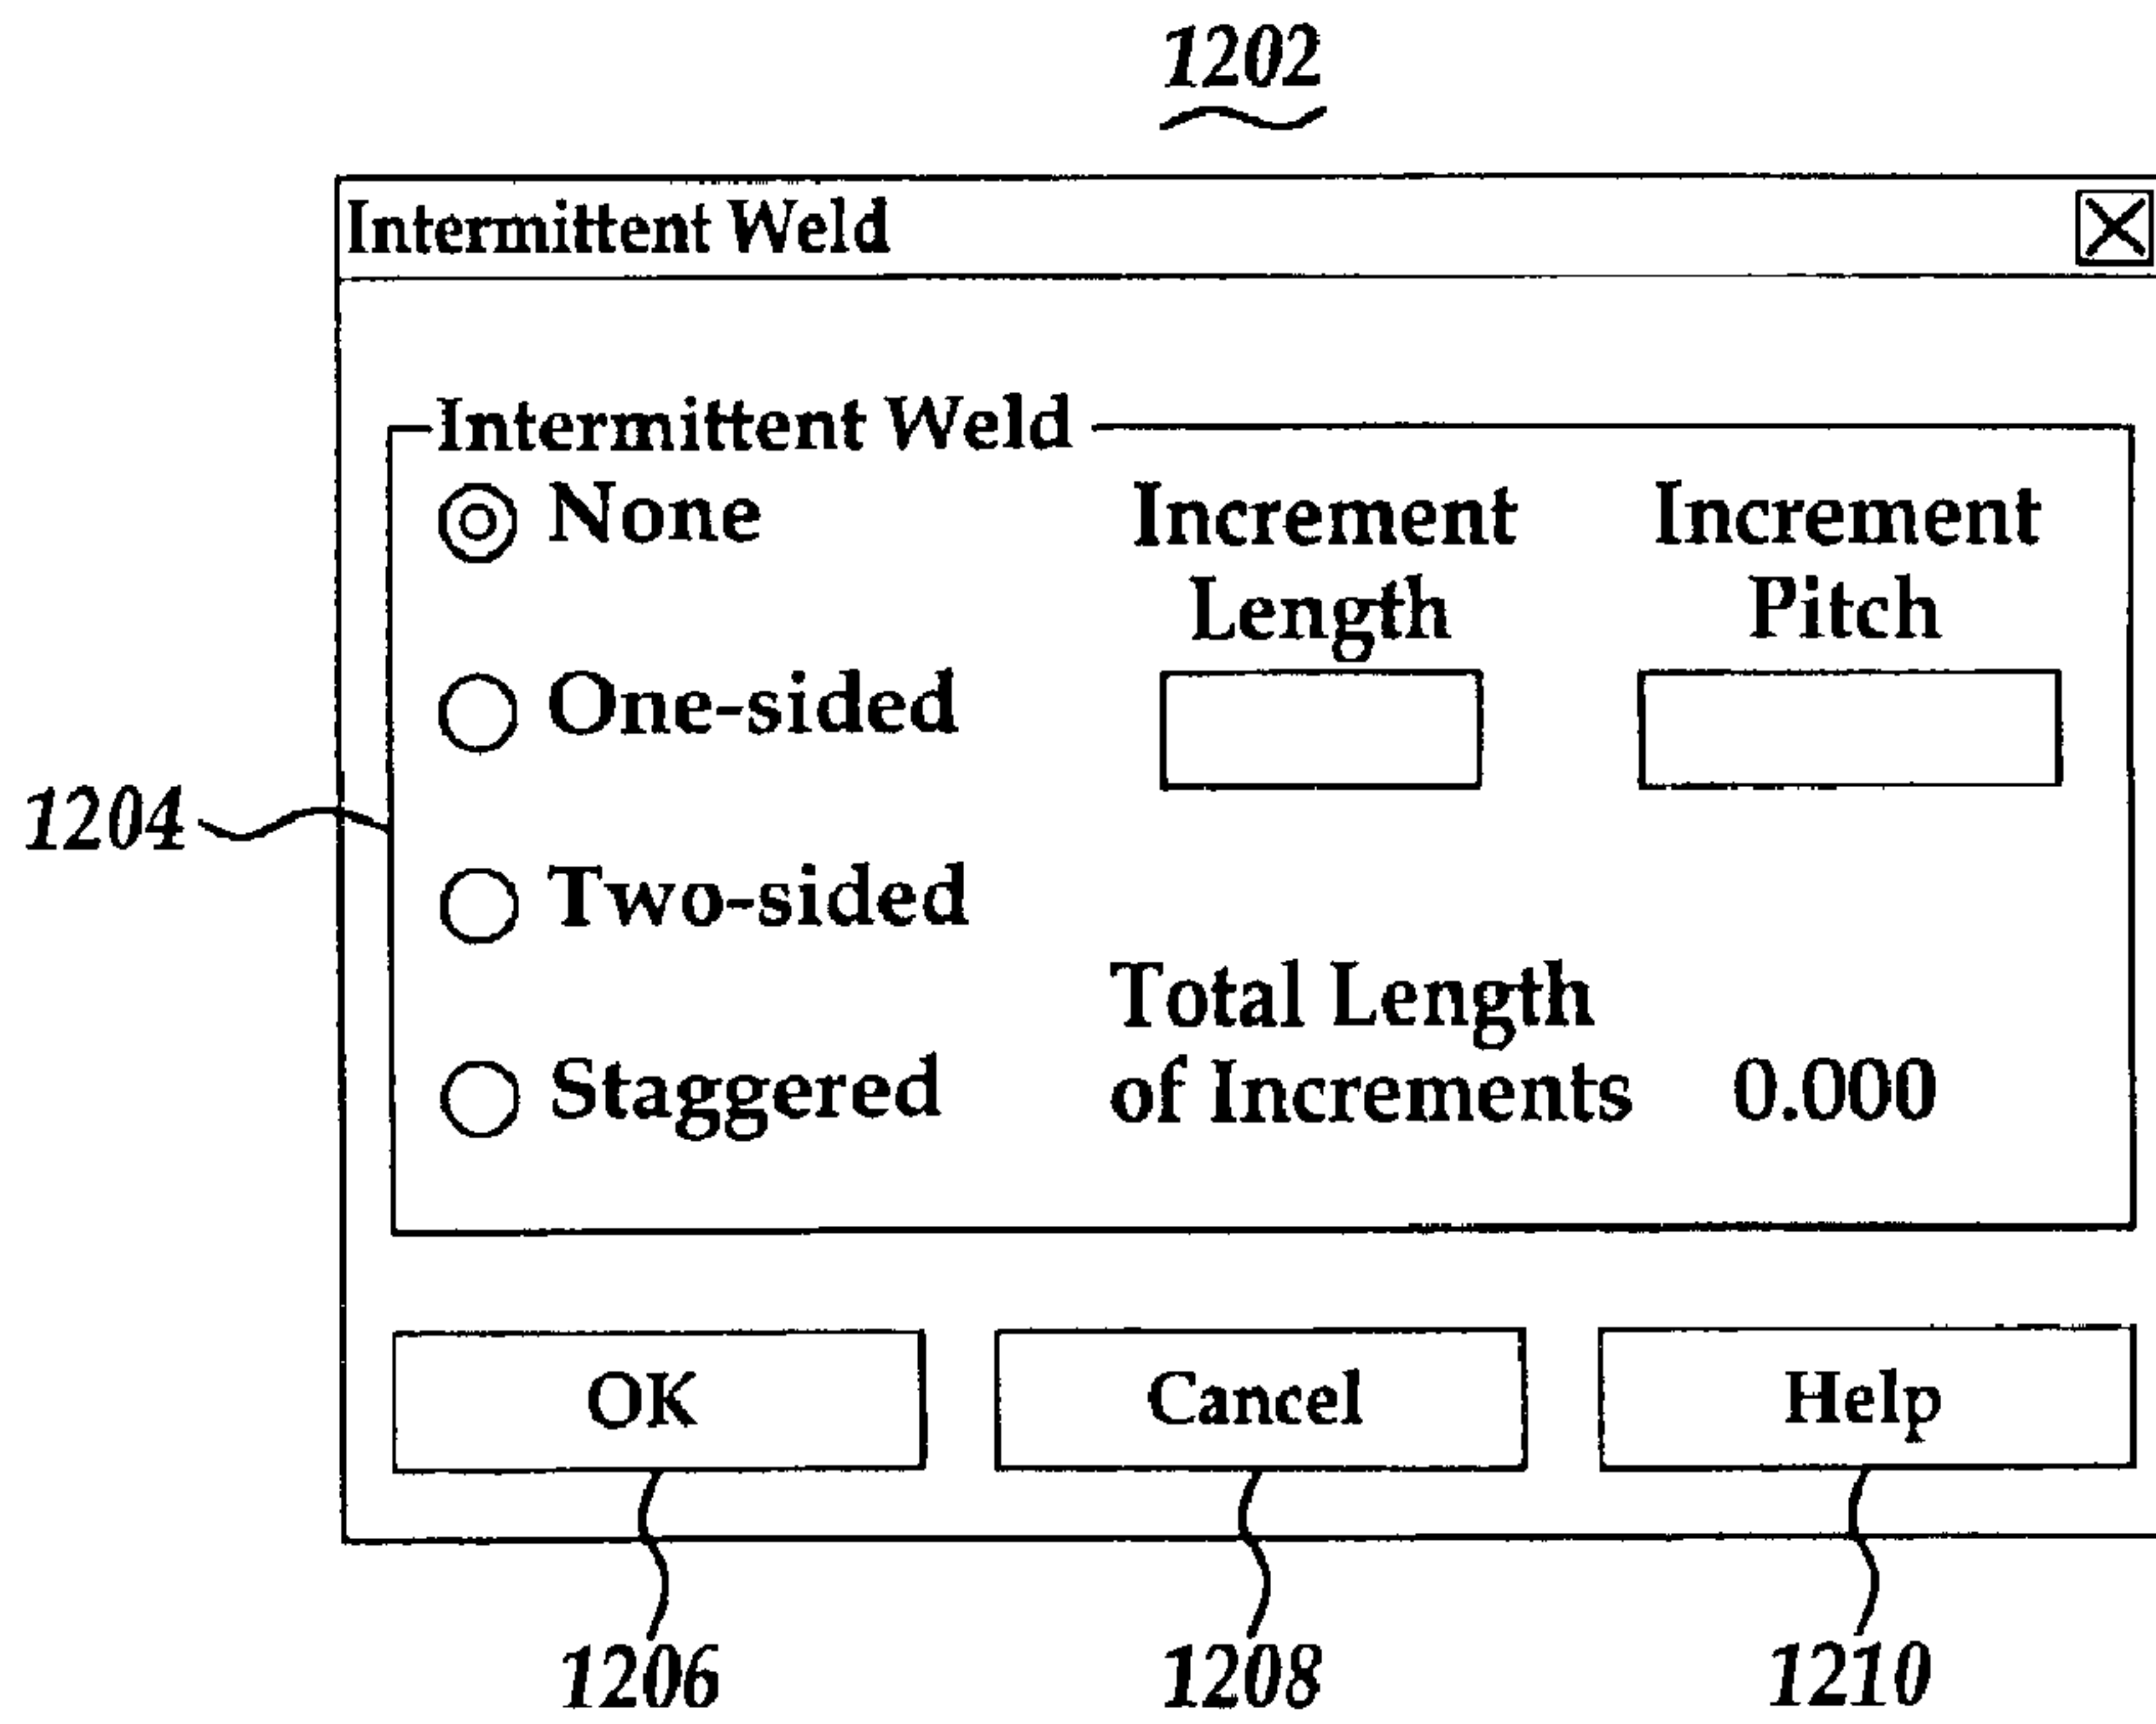 1202
Intermittent Weld
Intermittent Weld
None
Increment
Length
Increment
Pitch
One-sided
1204
Two-sided
Total Length
of Increments 0.000
Staggered
OK
Cancel
Help
1206
1208
1210